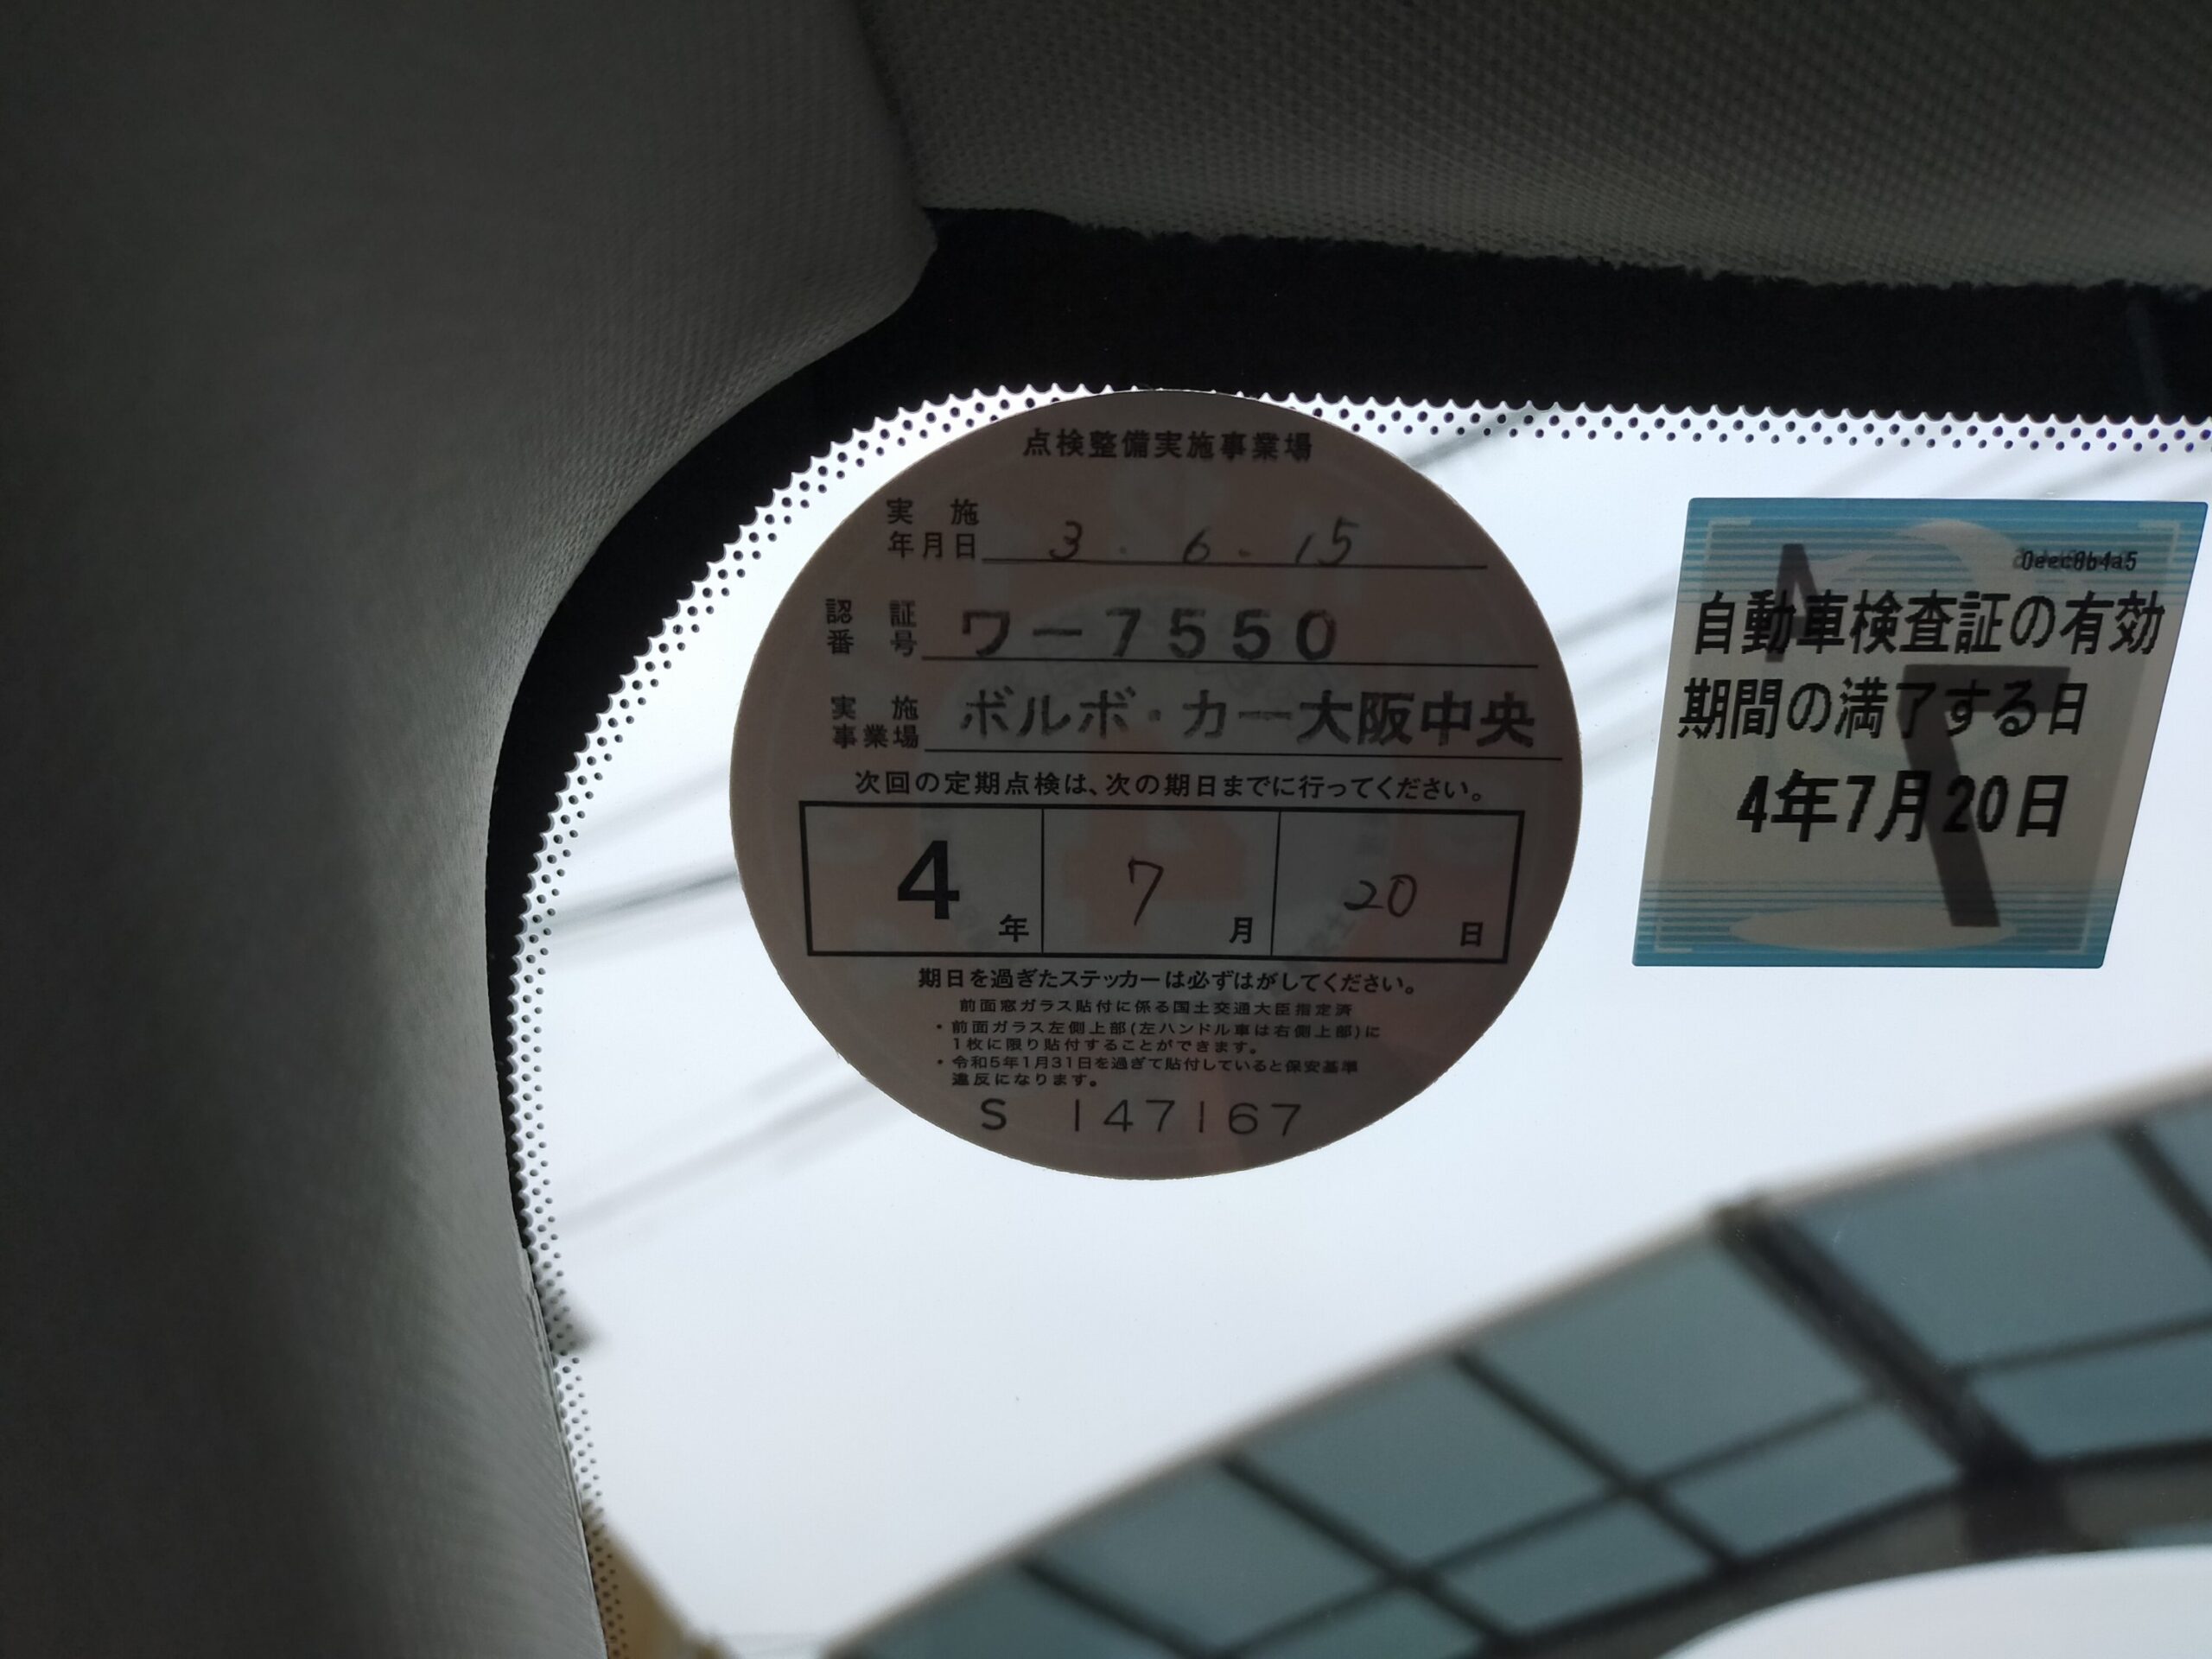 点検整備実施事業場
実施
年月日 3・6・15
認証
番号 ワー7550
実施
事業場 ボルボ・カー大阪中央
次回の定期点検は、次の期日までに行ってください。
4年 7月 20日
期日を過ぎたステッカーは必ずはがしてください。
前面窓ガラス貼付に係る国土交通大臣指定済
・前面ガラス左側上部(左ハンドル車は右側上部)に
1枚に限り貼付することができます。
・令和5年1月31日を過ぎて貼付していると保安基準
違反になります。
S 147167
0eec0b4a5
自動車検査証の有効
期間の満了する日
4年7月20日